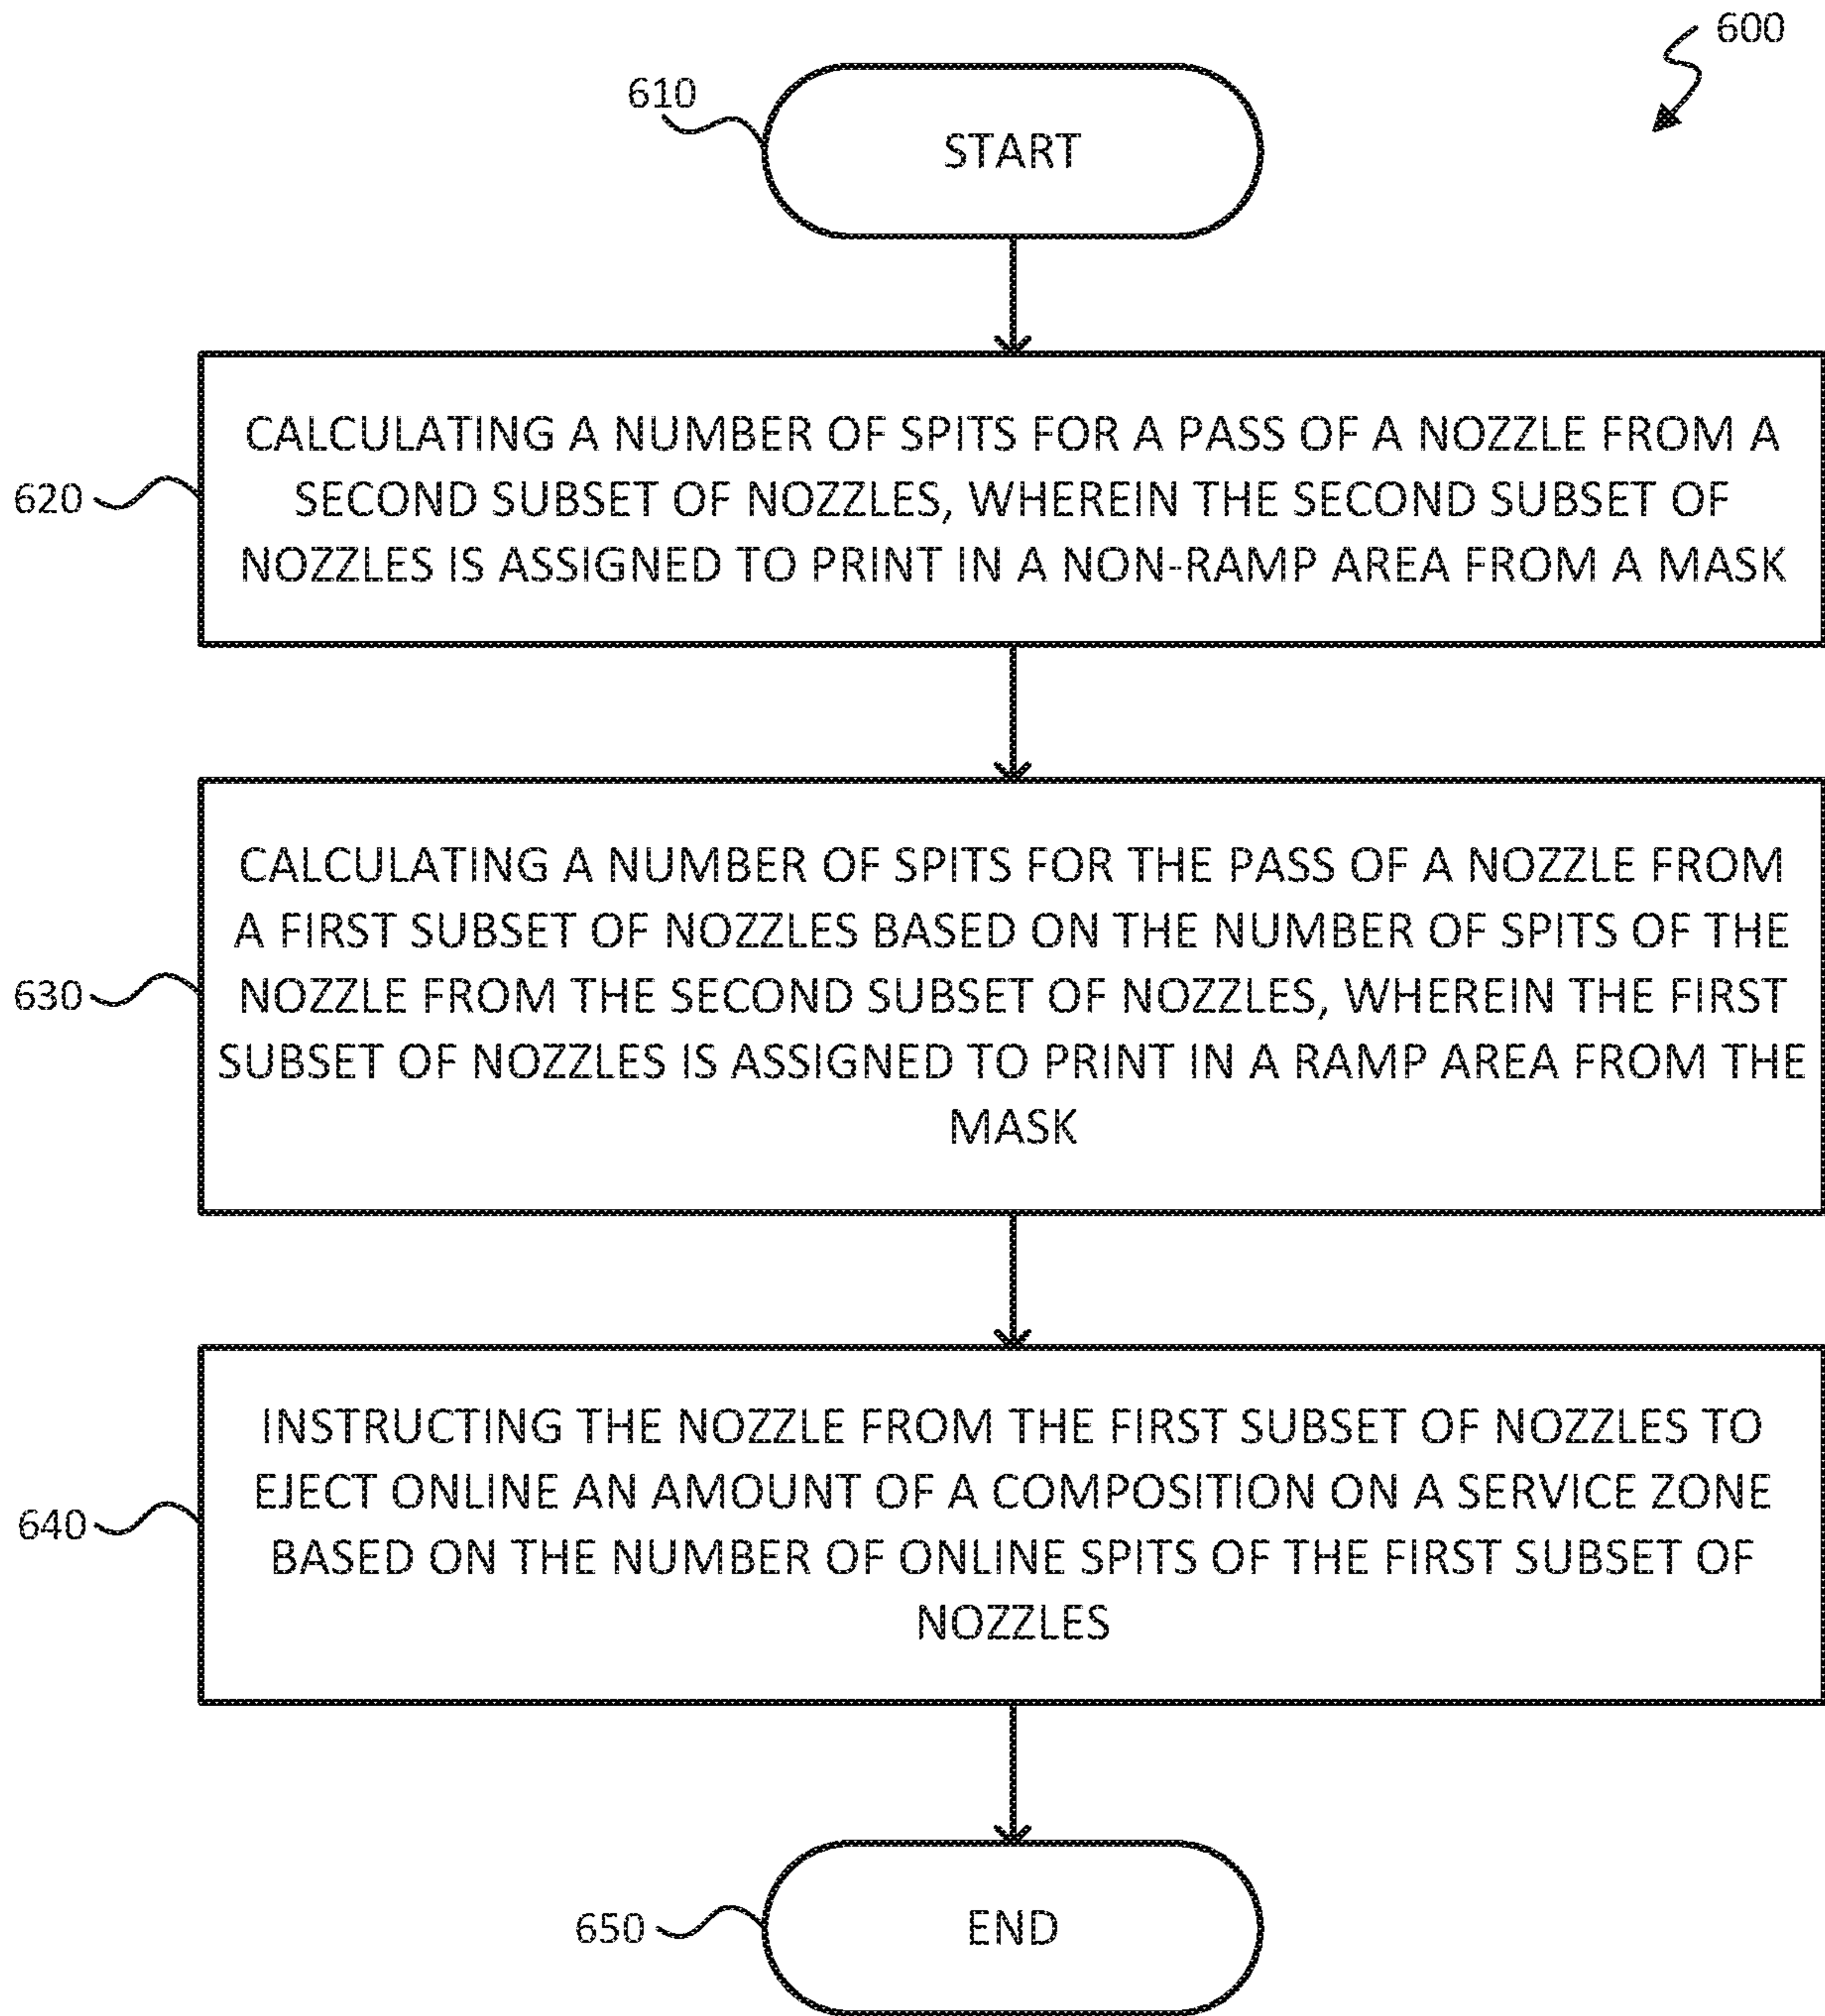 600
610
START
620
CALCULATING A NUMBER OF SPITS FOR A PASS OF A NOZZLE FROM A
SECOND SUBSET OF NOZZLES, WHEREIN THE SECOND SUBSET OF
NOZZLES IS ASSIGNED TO PRINT IN A NON-RAMP AREA FROM A MASK
630
CALCULATING A NUMBER OF SPITS FOR THE PASS OF A NOZZLE FROM
A FIRST SUBSET OF NOZZLES BASED ON THE NUMBER OF SPITS OF THE
NOZZLE FROM THE SECOND SUBSET OF NOZZLES, WHEREIN THE FIRST
SUBSET OF NOZZLES IS ASSIGNED TO PRINT IN A RAMP AREA FROM THE
MASK
640
INSTRUCTING THE NOZZLE FROM THE FIRST SUBSET OF NOZZLES TO
EJECT ONLINE AN AMOUNT OF A COMPOSITION ON A SERVICE ZONE
BASED ON THE NUMBER OF ONLINE SPITS OF THE FIRST SUBSET OF
NOZZLES
650
END